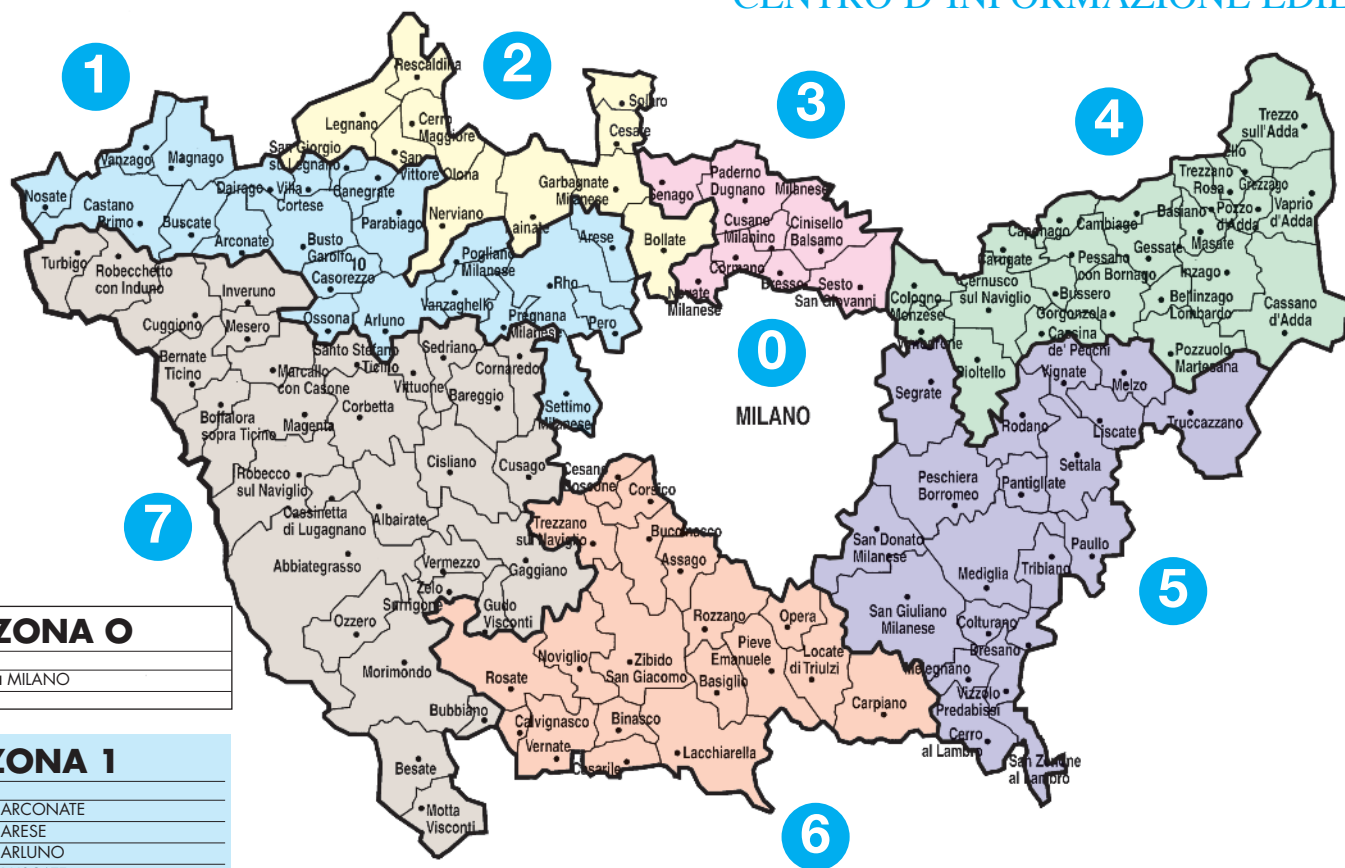 CENTRO D'INFORMAZIONE
1
2
3
4
Rescaldina
Solaro
Legnano
Cerro
Maggiore
Cesate
Trezzo
sull'Adda
San Giorgio
su Legnano
San
Vittore Olona
Vanzago
Magnago
Canegrate
Dairago
Villa
Cortese
Parabiago
Nosate
Castano
Primo
Buscate
Arconate
Busto
Garolfo
10
Casorezzo
Nerviano
Garbagnate
Milanese
Senago
Paderno
Dugnano
Milanese
Cusano
Milanino
Cinisello
Balsamo
Cormano
Bresso
Sesto
San Giovanni
Novate
Milanese
Bollate
Arese
Pogliano
Milanese
Rho
Vanzaghello
Pregnana
Milanese
Pero
Trezzano
Rosa
Grezzago
Pozzo
d'Adda
Vaprio
d'Adda
Basiano
Masate
Cambiago
Gessate
Pessano
con Bornago
Inzago
Cernusco
sul Naviglio
Bussero
Gorgonzola
Bellinzago
Lombardo
Cassano
d'Adda
Cassina
de' Pecchi
Pozzuolo
Martesana
Cologno
Monzese
Pioltello
Turbigo
Robecchetto
con Induno
Inveruno
Cuggiono
Mesero
Ossona
Arluno
Bernate
Ticino
Santo Stefano
Ticino
Marcallo
con Casone
Sedriano
Vittuone
Cornaredo
Bareggio
Settimo
Milanese
0
MILANO
Segrate
Vignate
Melzo
Truccazzano
Rodano
Liscate
Boffalora
sopra Ticino
Magenta
Corbetta
Robecco
sul Naviglio
Cisliano
Cusago
Cassinetta
di Lugagnano
Albairate
7
Cesano
Boscone
Corsico
Trezzano
sul Naviglio
Buccinasco
Assago
Peschiera
Borromeo
Settala
Pantigliate
San Donato
Milanese
Paullo
Tribiano
Mediglia
5
Abbiategrasso
Vermezzo
Gaggiano
Zelo
Surrigone
Gudo
Visconti
Ozzero
Morimondo
Rozzano
Opera
Pieve
Emanuele
Locate
di Triulzi
Noviglio
Zibido
San Giacomo
Basiglio
Rosate
Carpiano
San Giuliano
Milanese
Colturano
Dresano
Melegnano
Vizzolo
Predabissi
Cerro
al Lambro
San Zenone
al Lambro
Bubbiano
Calvignasco
Vernate
Binasco
Casarile
Lacchiarella
Besate
Motta
Visconti
6
ZONA O
MILANO
ZONA 1
ARCONATE
ARESE
ARLUNO